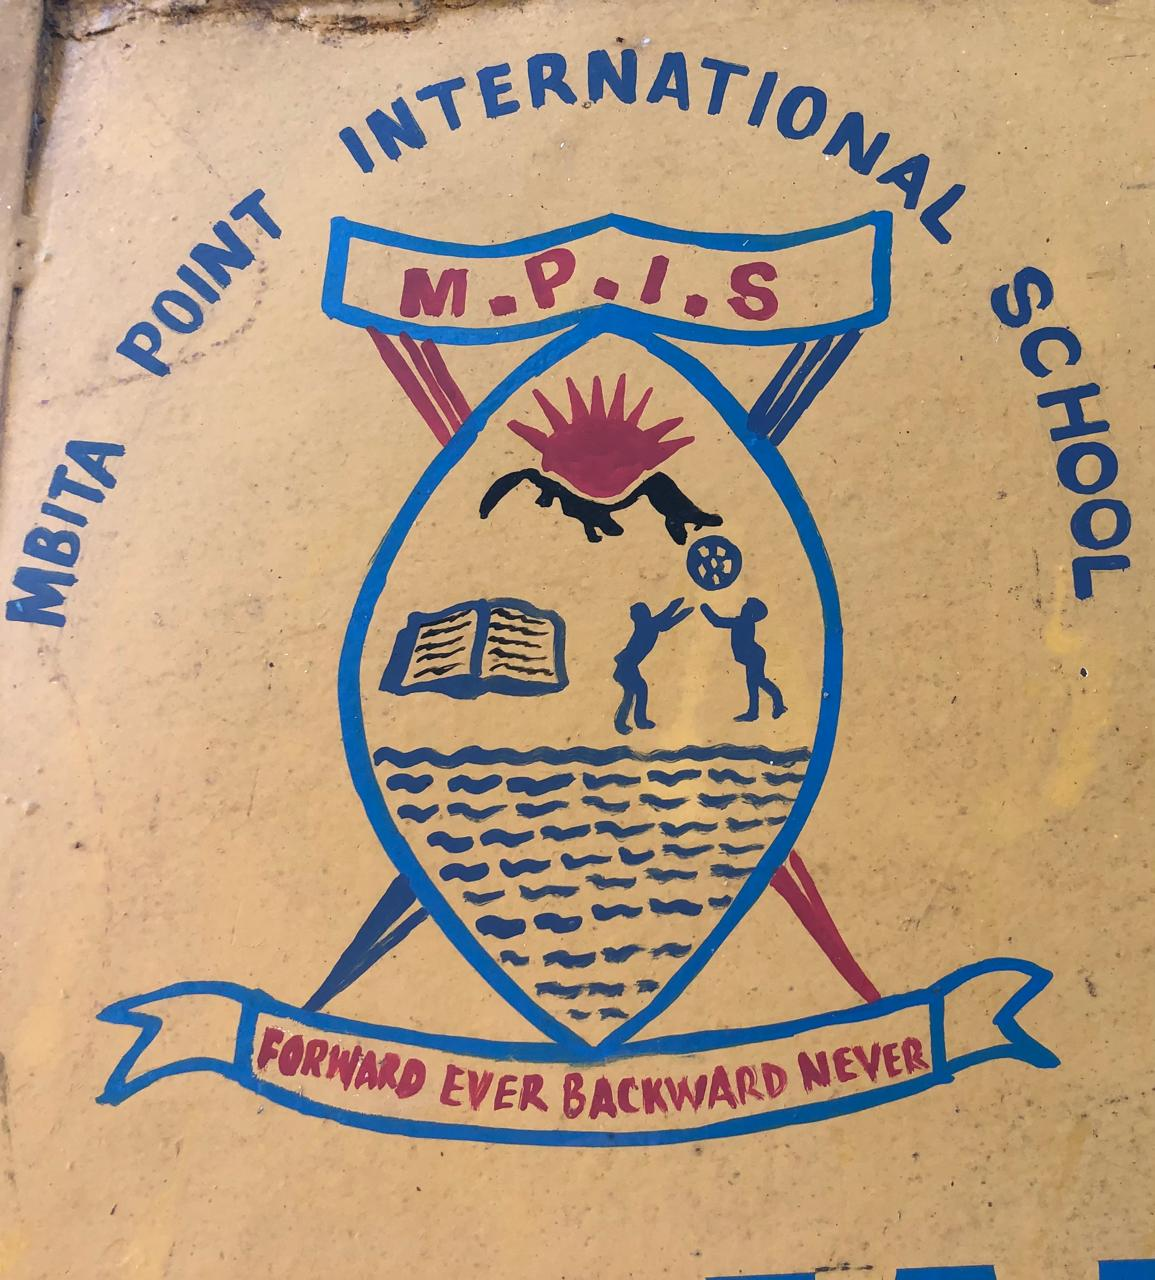 MBITA POINT INTERNATIONAL SCHOOL
M.P.I.S
FORWARD EVER BACKWARD NEVER